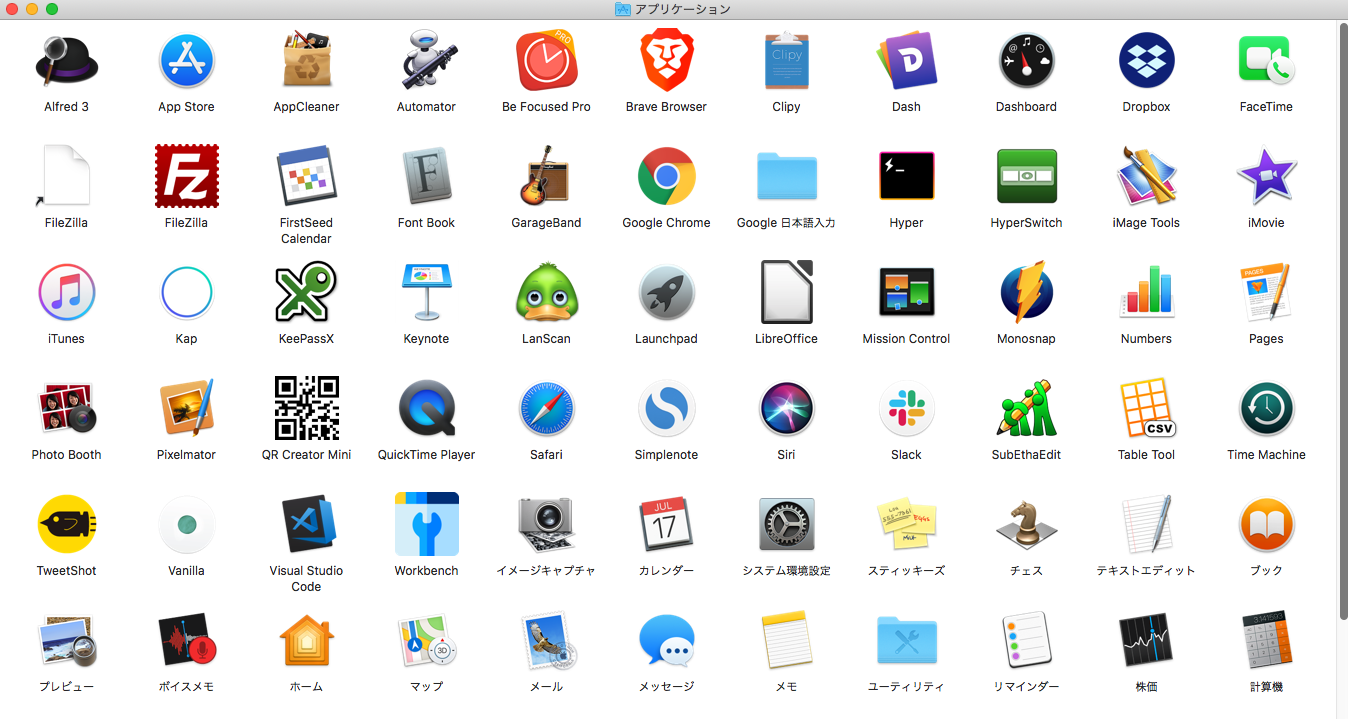 アプリケーション
PRO
Clipy
Alfred 3
App Store
AppCleaner
Automator
Be Focused Pro
Brave Browser
Clipy
Dash
Dashboard
Dropbox
FaceTime
FileZilla
FileZilla
FirstSeed
Calendar
Font Book
GarageBand
Google Chrome
Google 日本語入力
Hyper
HyperSwitch
iMage Tools
iMovie
PAGES
iTunes
Kap
KeePassX
Keynote
LanScan
Launchpad
LibreOffice
Mission Control
Monosnap
Numbers
Pages
CSV
Photo Booth
Pixelmator
QR Creator Mini
QuickTime Player
Safari
Simplenote
Siri
Slack
SubEthaEdit
Table Tool
Time Machine
JUL
17
EGGS
TweetShot
Vanilla
Visual Studio
Code
Workbench
イメージキャプチャ
カレンダー
システム環境設定
スティッキーズ
チェス
テキストエディット
ブック
3D
プレビュー
ボイスメモ
ホーム
マップ
メール
メッセージ
メモ
ユーティリティ
リマインダー
株価
計算機